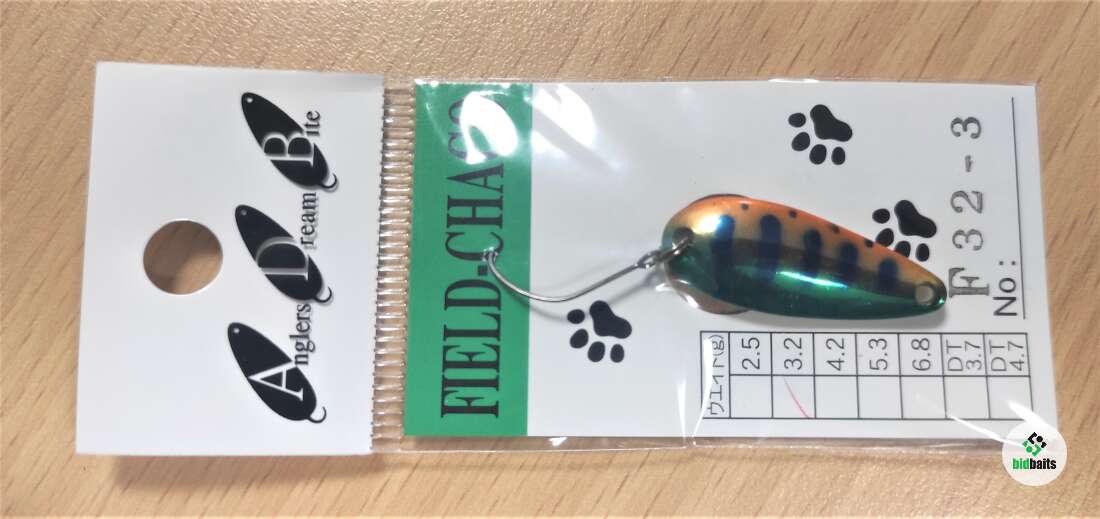 Anglers Dream Bite
FIELD-CHASO
No: F32-3
ウエイト(g)
2.5
3.2
4.2
5.3
6.8
DT
3.7
DT
4.7
bidbaits